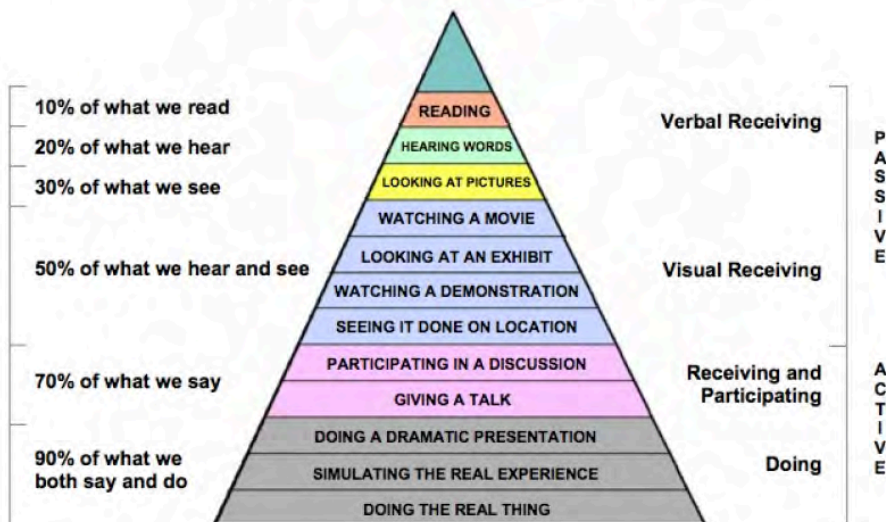 10% of what we read
READING
Verbal Receiving
20% of what we hear
HEARING WORDS
30% of what we see
LOOKING AT PICTURES
WATCHING A MOVIE
50% of what we hear and see
LOOKING AT AN EXHIBIT
Visual Receiving
WATCHING A DEMONSTRATION
SEEING IT DONE ON LOCATION
PASSIVE
70% of what we say
PARTICIPATING IN A DISCUSSION
GIVING A TALK
Receiving and
Participating
90% of what we
both say and do
DOING A DRAMATIC PRESENTATION
SIMULATING THE REAL EXPERIENCE
DOING THE REAL THING
Doing
ACTIVE